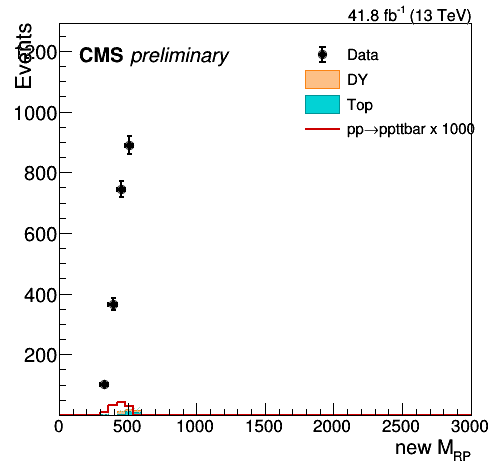 41.8 fb⁻¹ (13 TeV)
Events
CMS preliminary
Data
DY
Top
pp→ppttbar x 1000
1200
1000
800
600
400
200
0 500 1000 1500 2000 2500 3000
new M_RP